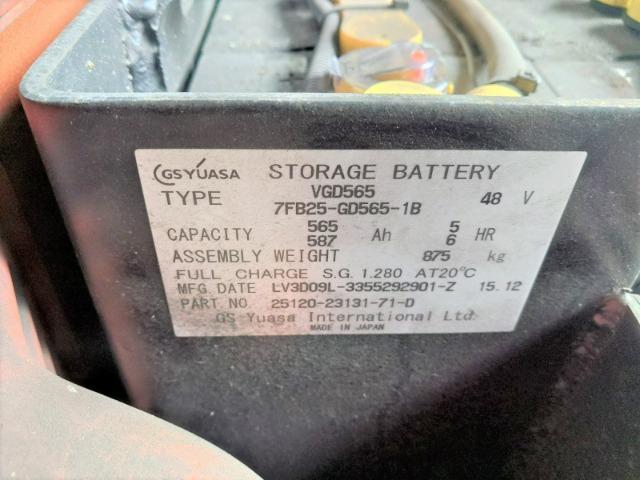 GS YUASA STORAGE BATTERY
TYPE VGD565 48 V
7FB25-GD565-1B
CAPACITY 565 Ah 5 HR
587 6
ASSEMBLY WEIGHT 875 kg
FULL CHARGE S.G. 1.280 AT20℃
MFG. DATE LV3D09L-3355292901-Z 15.12
PART NO. 25120-23131-71-D
GS Yuasa International Ltd.
MADE IN JAPAN